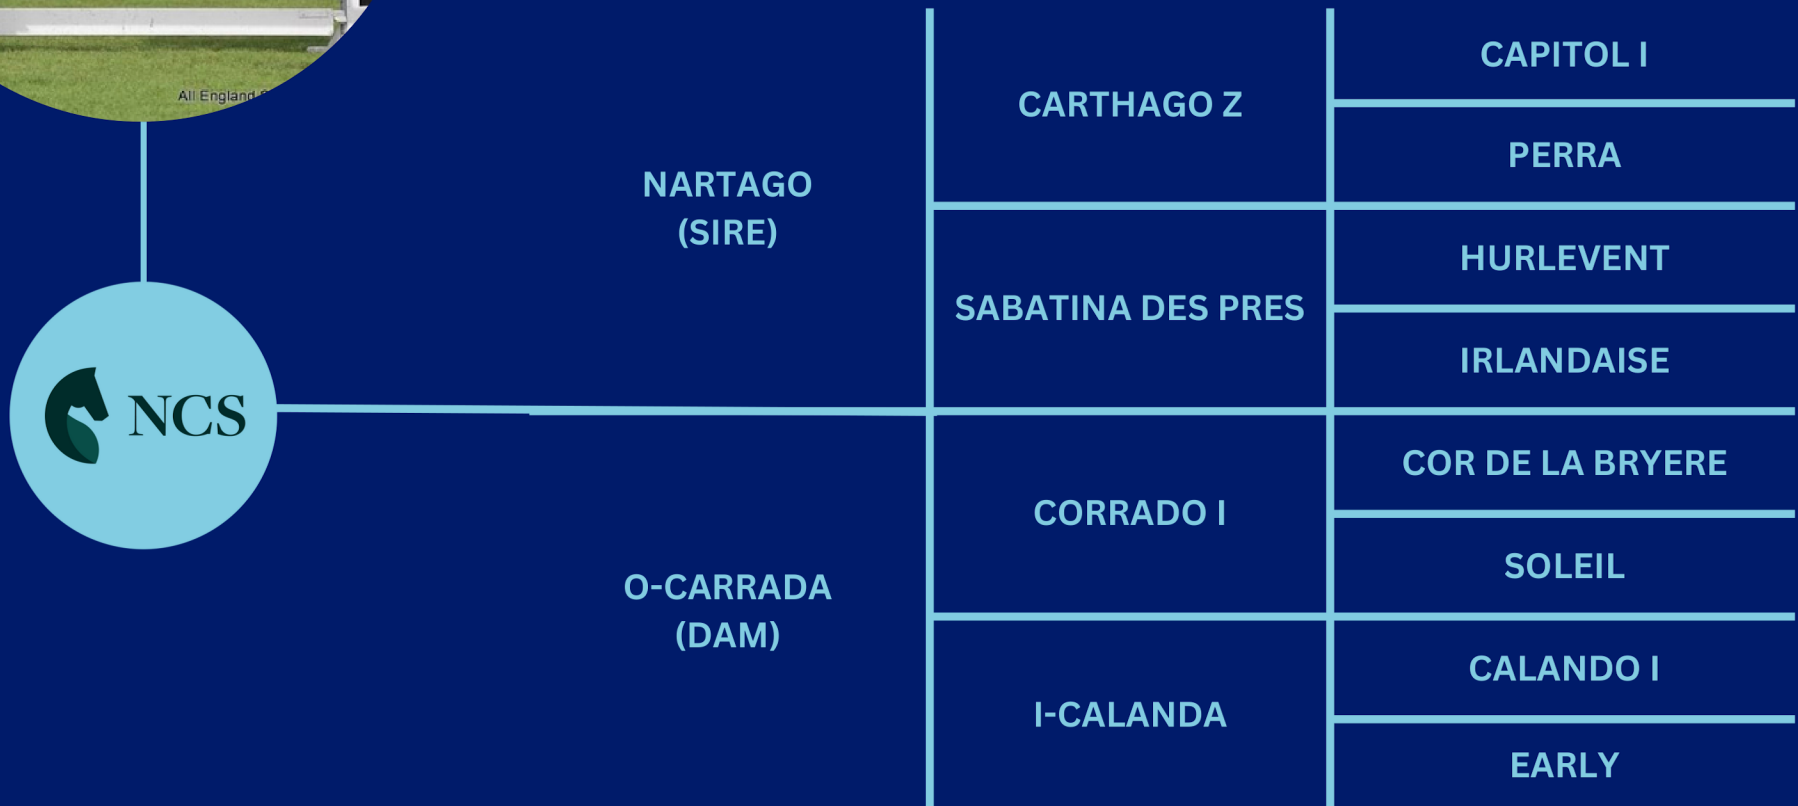 All England
NCS
NARTAGO
(SIRE)
O-CARRADA
(DAM)
CARTHAGO Z
SABATINA DES PRES
CORRADO I
I-CALANDA
CAPITOL I
PERRA
HURLEVENT
IRLANDAISE
COR DE LA BRYERE
SOLEIL
CALANDO I
EARLY